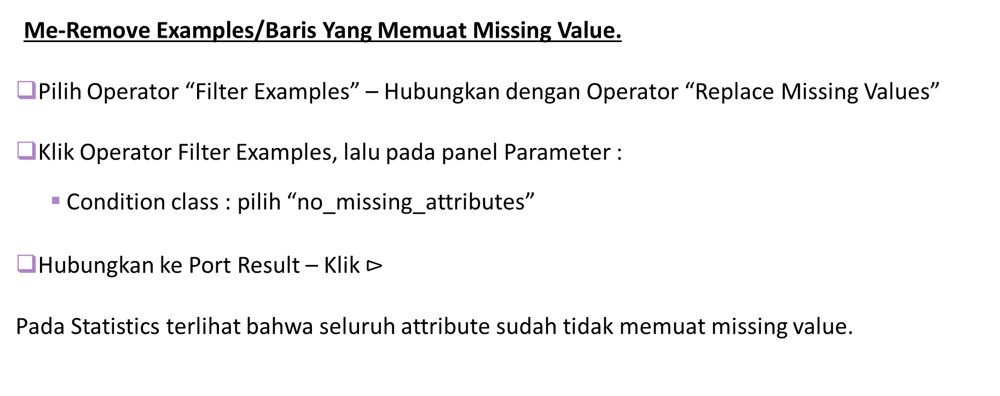 Me-Remove Examples/Baris Yang Memuat Missing Value.
❑Pilih Operator “Filter Examples” – Hubungkan dengan Operator “Replace Missing Values”
❑Klik Operator Filter Examples, lalu pada panel Parameter :
▪ Condition class : pilih “no_missing_attributes”
❑Hubungkan ke Port Result – Klik ⊳
Pada Statistics terlihat bahwa seluruh attribute sudah tidak memuat missing value.